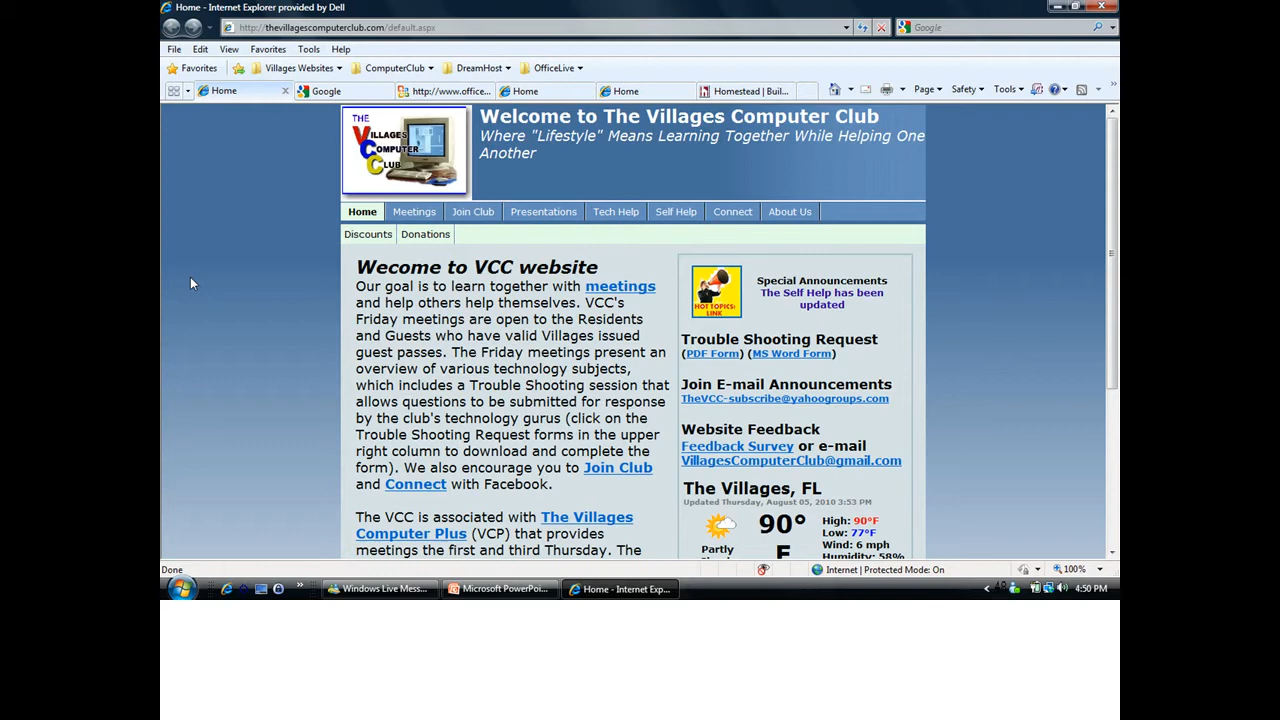 Home - Internet Explorer provided by Dell
http://thevillagescomputerclub.com/default.aspx
Google
File Edit View Favorites Tools Help
Favorites Villages Websites ComputerClub DreamHost OfficeLive
Home Google http://www.office... Home Home Homestead | Buil... Page Safety Tools
THE VILLAGES COMPUTER CLUB
Welcome to The Villages Computer Club
Where "Lifestyle" Means Learning Together While Helping One
Another
Home Meetings Join Club Presentations Tech Help Self Help Connect About Us
Discounts Donations
Wecome to VCC website
Our goal is to learn together with meetings
and help others help themselves. VCC's
Friday meetings are open to the Residents
and Guests who have valid Villages issued
guest passes. The Friday meetings present an
overview of various technology subjects,
which includes a Trouble Shooting session that
allows questions to be submitted for response
by the club's technology gurus (click on the
Trouble Shooting Request forms in the upper
right column to download and complete the
form). We also encourage you to Join Club
and Connect with Facebook.
The VCC is associated with The Villages
Computer Plus (VCP) that provides
meetings the first and third Thursday. The
HOT TOPICS:
LINK
Special Announcements
The Self Help has been
updated
Trouble Shooting Request
(PDF Form) (MS Word Form)
Join E-mail Announcements
TheVCC-subscribe@yahoogroups.com
Website Feedback
Feedback Survey or e-mail
VillagesComputerClub@gmail.com
The Villages, FL
Updated Thursday, August 05, 2010 3:53 PM
Partly
90°
F
High: 90°F
Low: 77°F
Wind: 6 mph
Humidity: 58%
Done
Internet | Protected Mode: On
100%
Windows Live Mess...
Microsoft PowerPoi...
Home - Internet Exp...
4:50 PM